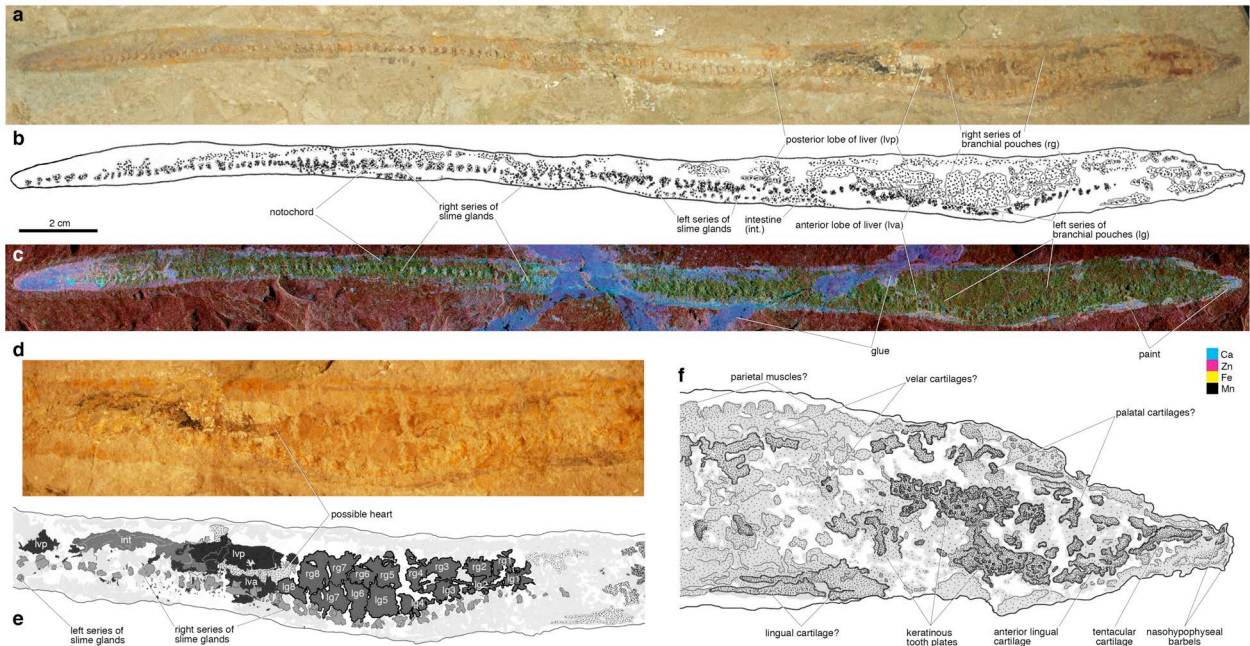 a
posterior lobe of liver (lvp)
right series of
branchial pouches (rg)
b
notochord
right series of
slime glands
left series of
slime glands
intestine
(int.)
anterior lobe of liver (lva)
left series of
branchial pouches (lg)
2 cm
c
glue
paint
Ca
Zn
Fe
Mn
d
possible heart
lvp
int
lvp
lva
lg8
rg8
rg7
rg6
rg5
rg4
rg3
rg2
lg7
lg6
lg5
lg3
lg2
lg1
left series of
slime glands
right series of
slime glands
e
f
parietal muscles?
velar cartilages?
palatal cartilages?
lingual cartilage?
keratinous
tooth plates
anterior lingual
cartilage
tentacular
cartilage
nasohypophyseal
barbels